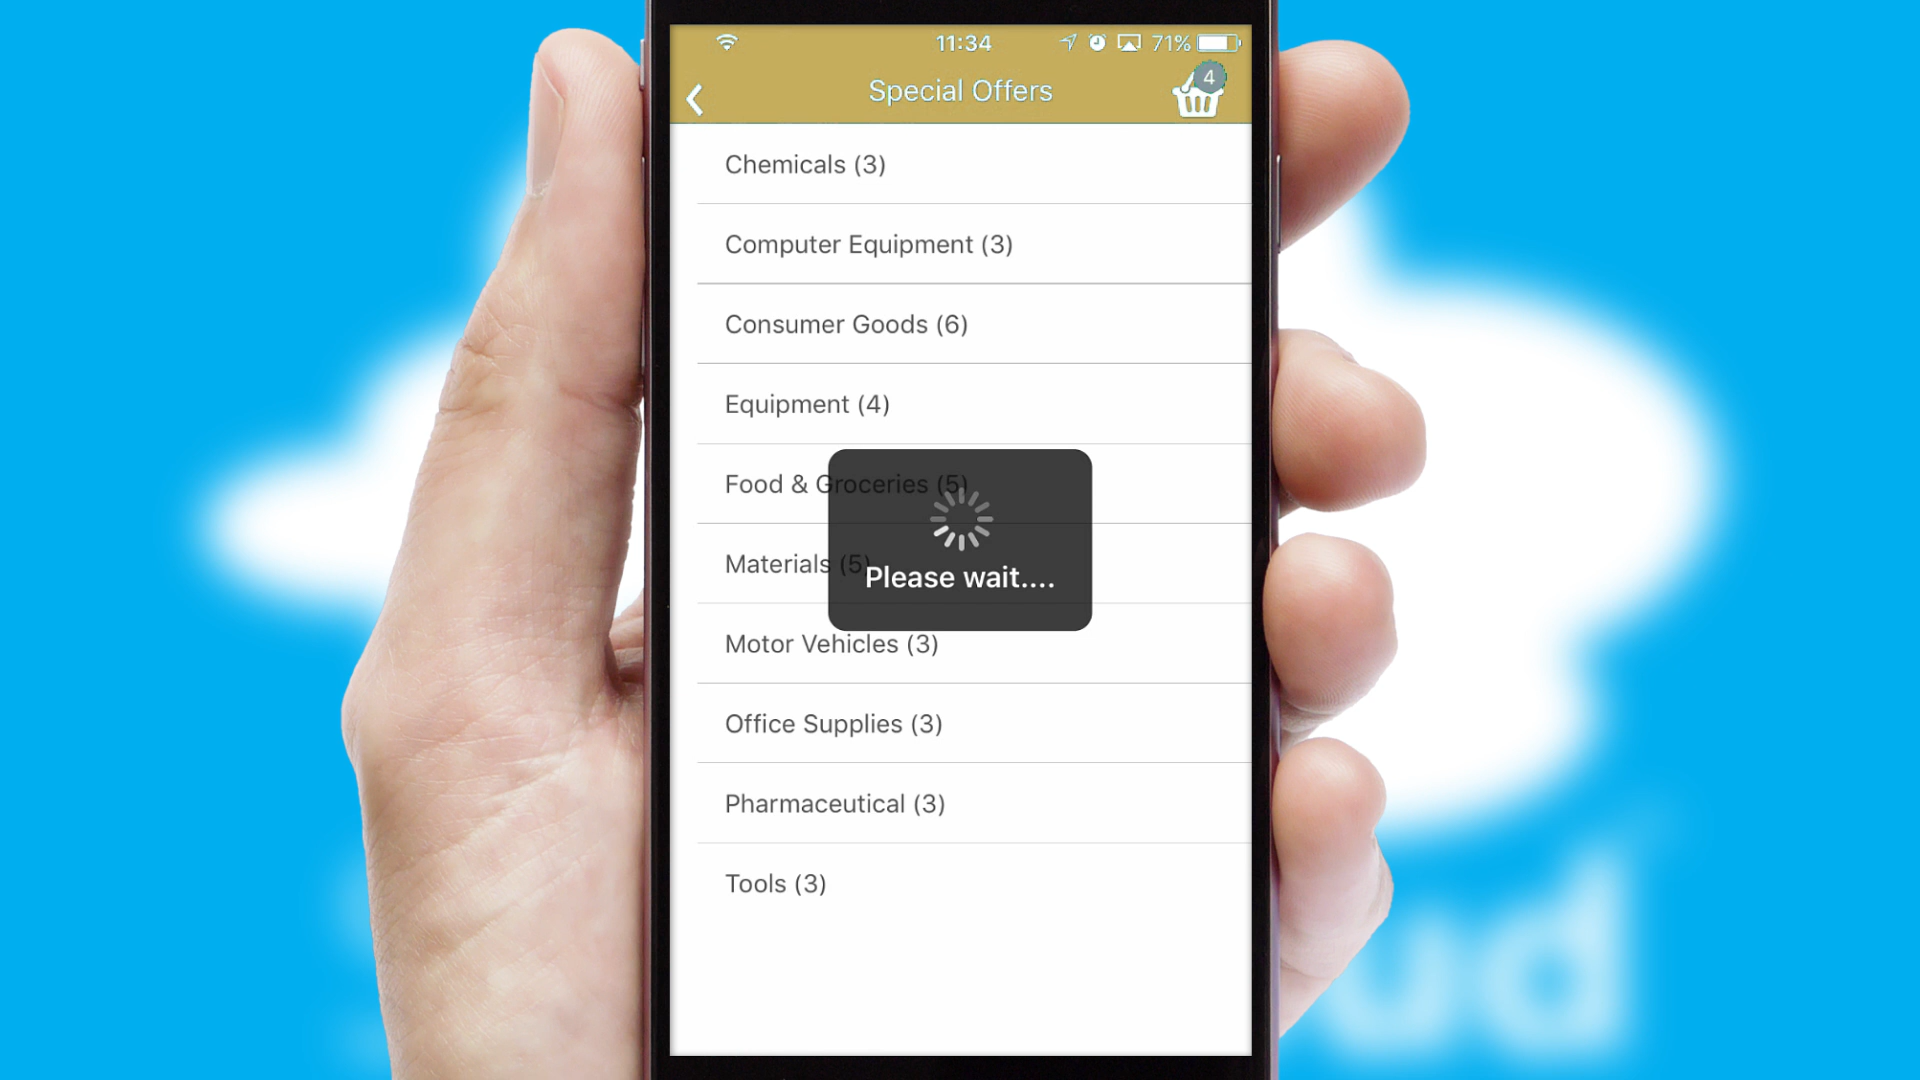 11:34
71%
Special Offers
4
Chemicals (3)
Computer Equipment (3)
Consumer Goods (6)
Equipment (4)
Food & Groceries (5)
Materials (5)
Please wait....
Motor Vehicles (3)
Office Supplies (3)
Pharmaceutical (3)
Tools (3)